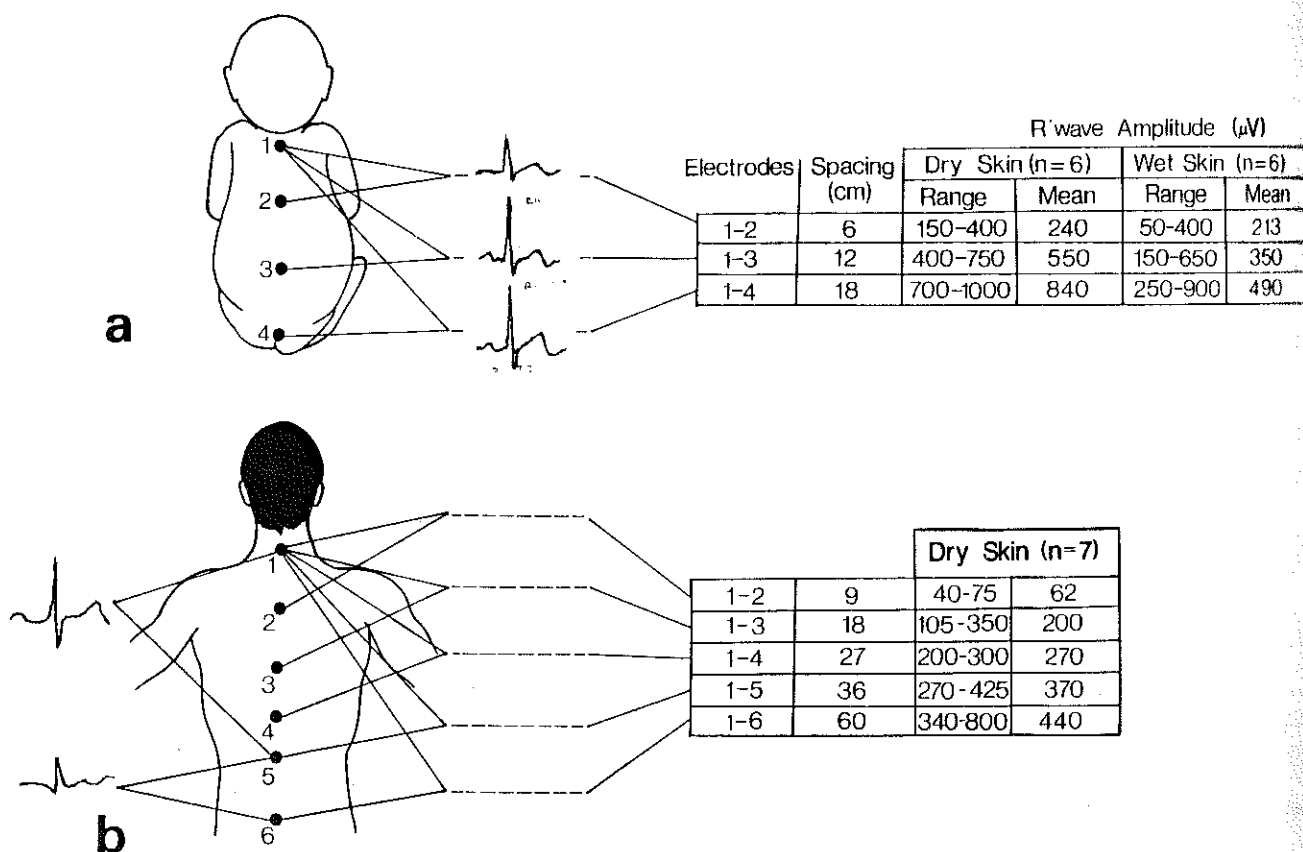 R'wave Amplitude (μV)
Electrodes Spacing (cm) Dry Skin (n=6) Wet Skin (n=6)
Range Mean Range Mean
1-2 6 150-400 240 50-400 213
1-3 12 400-750 550 150-650 350
1-4 18 700-1000 840 250-900 490
1
2
3
4
a
Dry Skin (n=7)
1-2 9 40-75 62
1-3 18 105-350 200
1-4 27 200-300 270
1-5 36 270-425 370
1-6 60 340-800 440
1
2
3
4
5
6
b